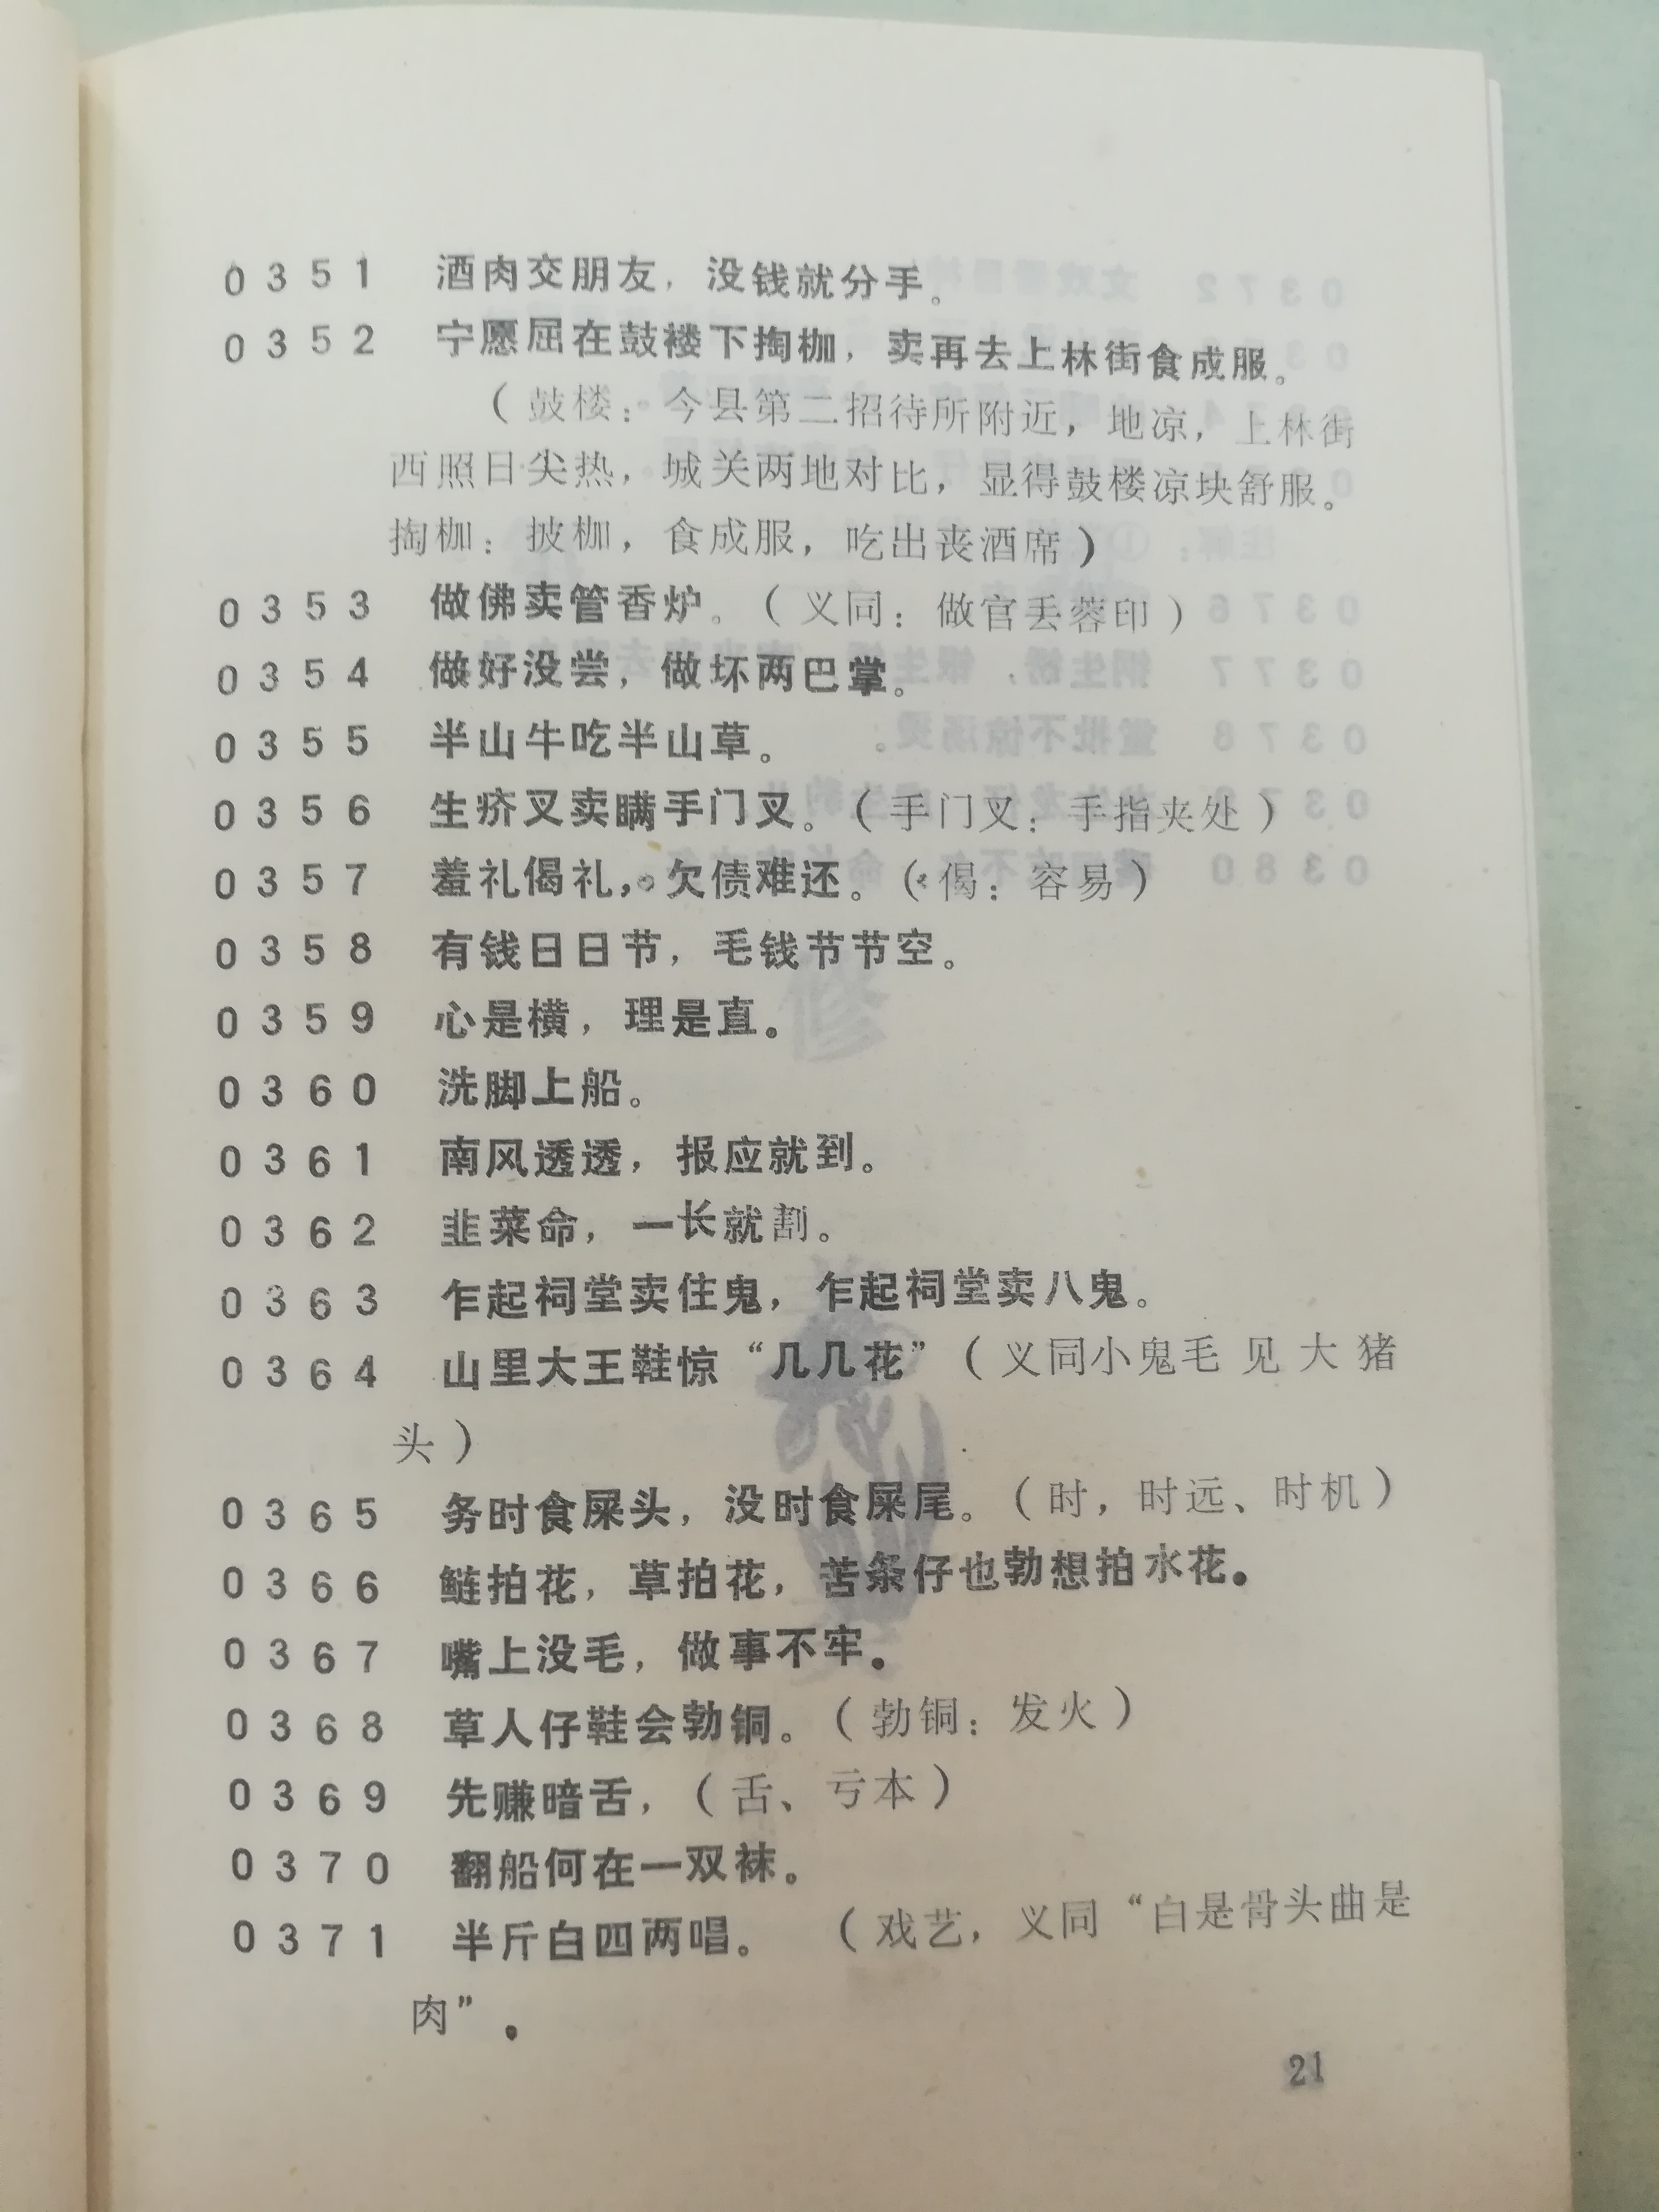 0351 酒肉交朋友，没钱就分手。
0352 宁愿屈在鼓褛下掏枷，卖再去上林街食成服。
（鼓楼：今县第二招待所附近，地凉，上林街
西照日尖热，城关两地对比，显得鼓楼凉块舒服。
掏枷：披枷，食成服，吃出丧酒席）
0353 做佛卖管香炉。（义同：做官丢蓉印）
0354 做好没尝，做坏两巴掌。
0355 半山牛吃半山草。
0356 生疥叉卖瞒手门叉。（手门叉：手指夹处）
0357 羞礼偈礼，。欠债难还。（偈：容易）
0358 有钱日日节，毛钱节节空。
0359 心是横，理是直。
0360 洗脚上船。
0361 南风透透，报应就到。
0362 韭菜命，一长就割。
0363 乍起祠堂卖住鬼，乍起祠堂卖八鬼。
0364 山里大王鞋惊“几几花”（义同小鬼毛见大猪
头）
0365 务时食屎头，没时食屎尾。（时，时远、时机）
0366 鲢拍花，草拍花，苦条仔也勃想拍水花。
0367 嘴上没毛，做事不牢。
0368 草人仔鞋会勃铜。（勃铜：发火）
0369 先赚暗舌，（舌、亏本）
0370 翻船何在一双袜。
0371 半斤白四两唱。（戏艺，义同“白是骨头曲是
肉”。
21